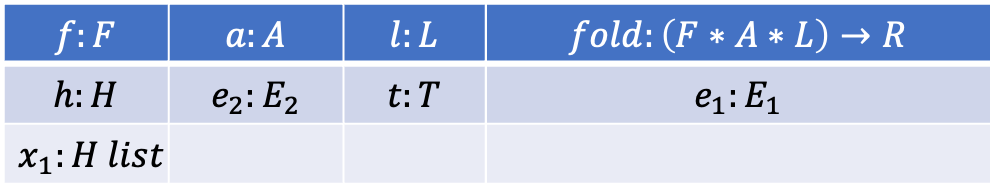 f: F a: A l: L fold: (F * A * L) → R
h: H e₂: E₂ t: T e₁: E₁
x₁: H list